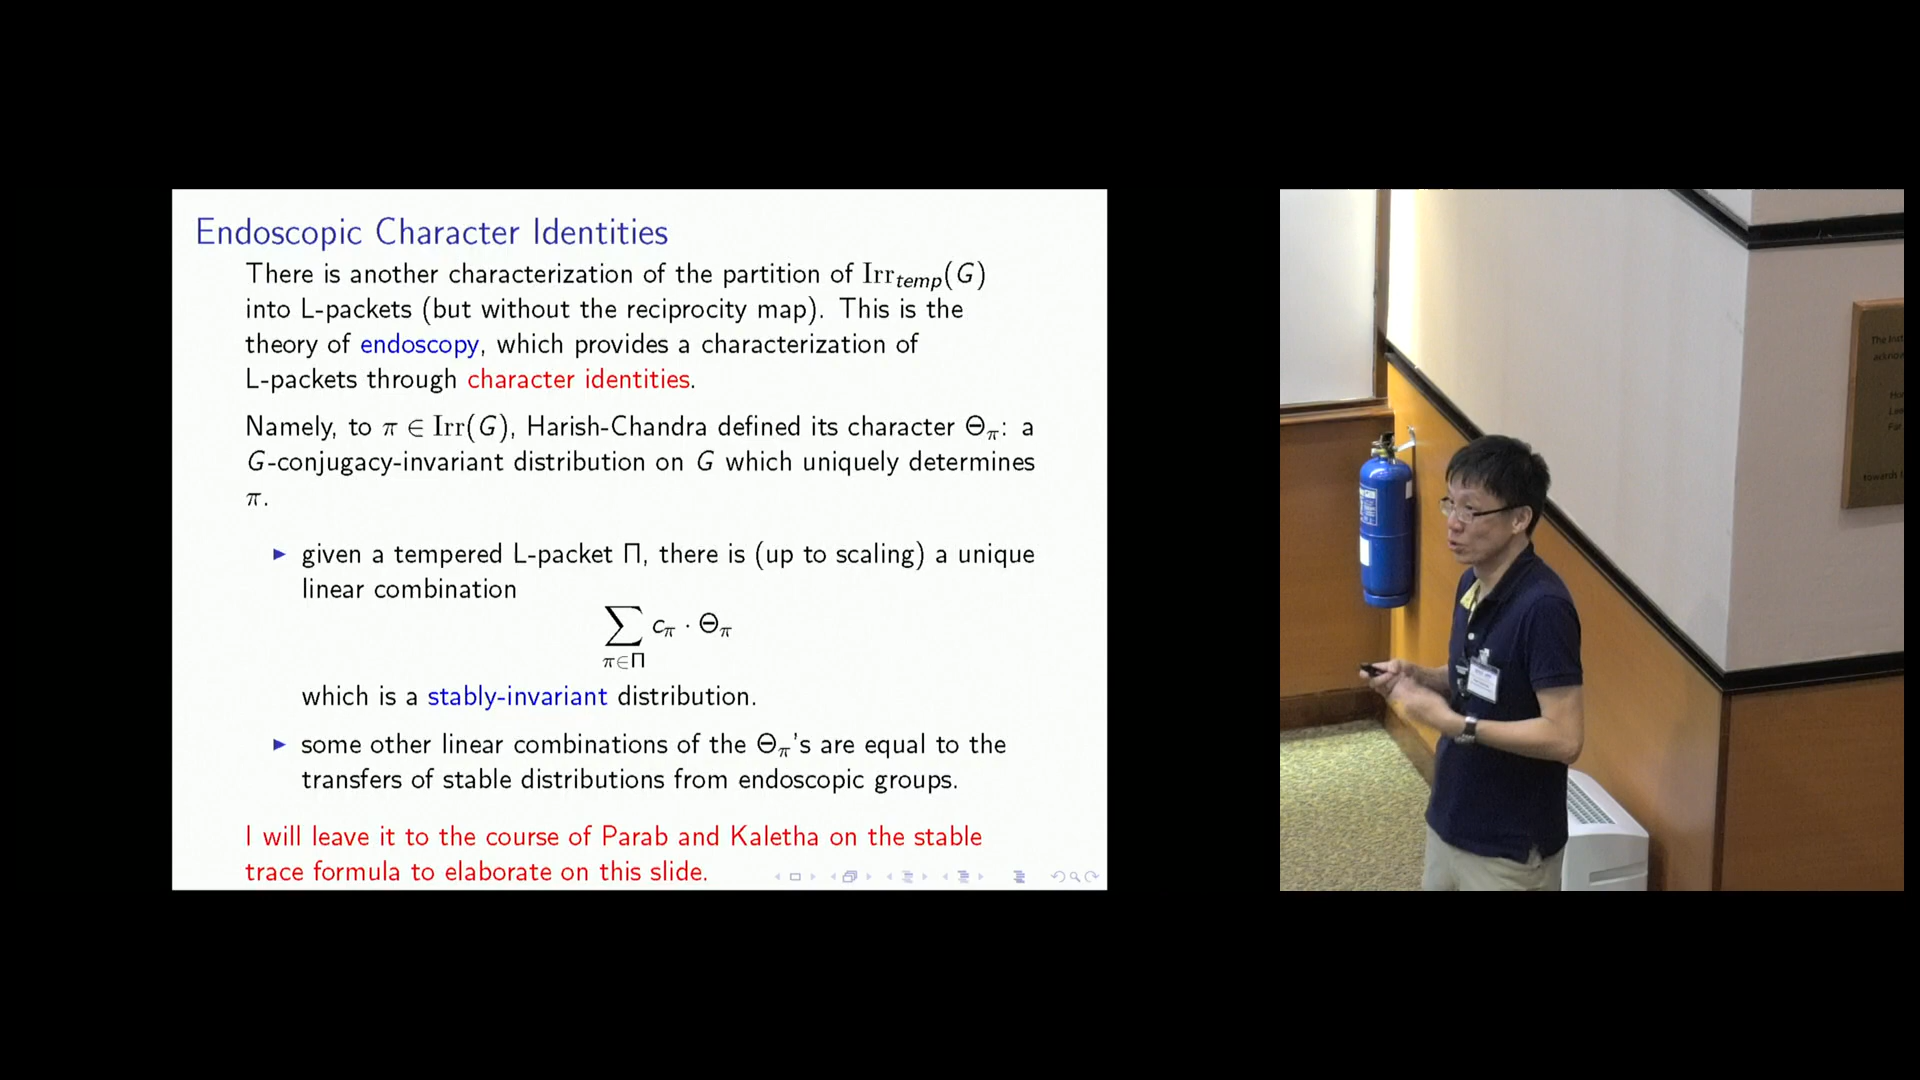 Endoscopic Character Identities
There is another characterization of the partition of Irr_temp(G)
into L-packets (but without the reciprocity map). This is the
theory of endoscopy, which provides a characterization of
L-packets through character identities.
Namely, to π ∈ Irr(G), Harish-Chandra defined its character Θ_π: a
G-conjugacy-invariant distribution on G which uniquely determines
π.
▶ given a tempered L-packet Π, there is (up to scaling) a unique
linear combination
∑_{π∈Π} c_π · Θ_π
which is a stably-invariant distribution.
▶ some other linear combinations of the Θ_π's are equal to the
transfers of stable distributions from endoscopic groups.
I will leave it to the course of Parab and Kaletha on the stable
trace formula to elaborate on this slide.
The Inst
towards